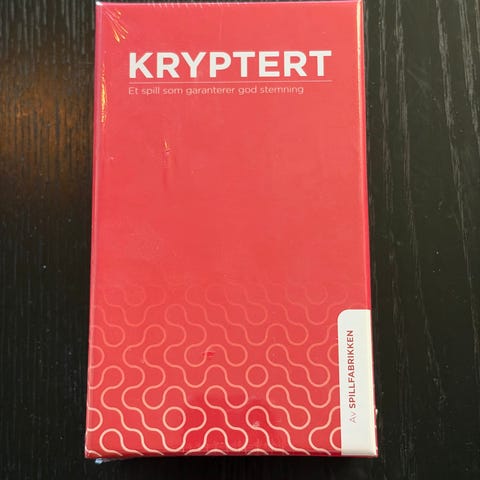 KRYPTERT
Et spill som garanterer god stemning
Av SPILLFABRIKKEN